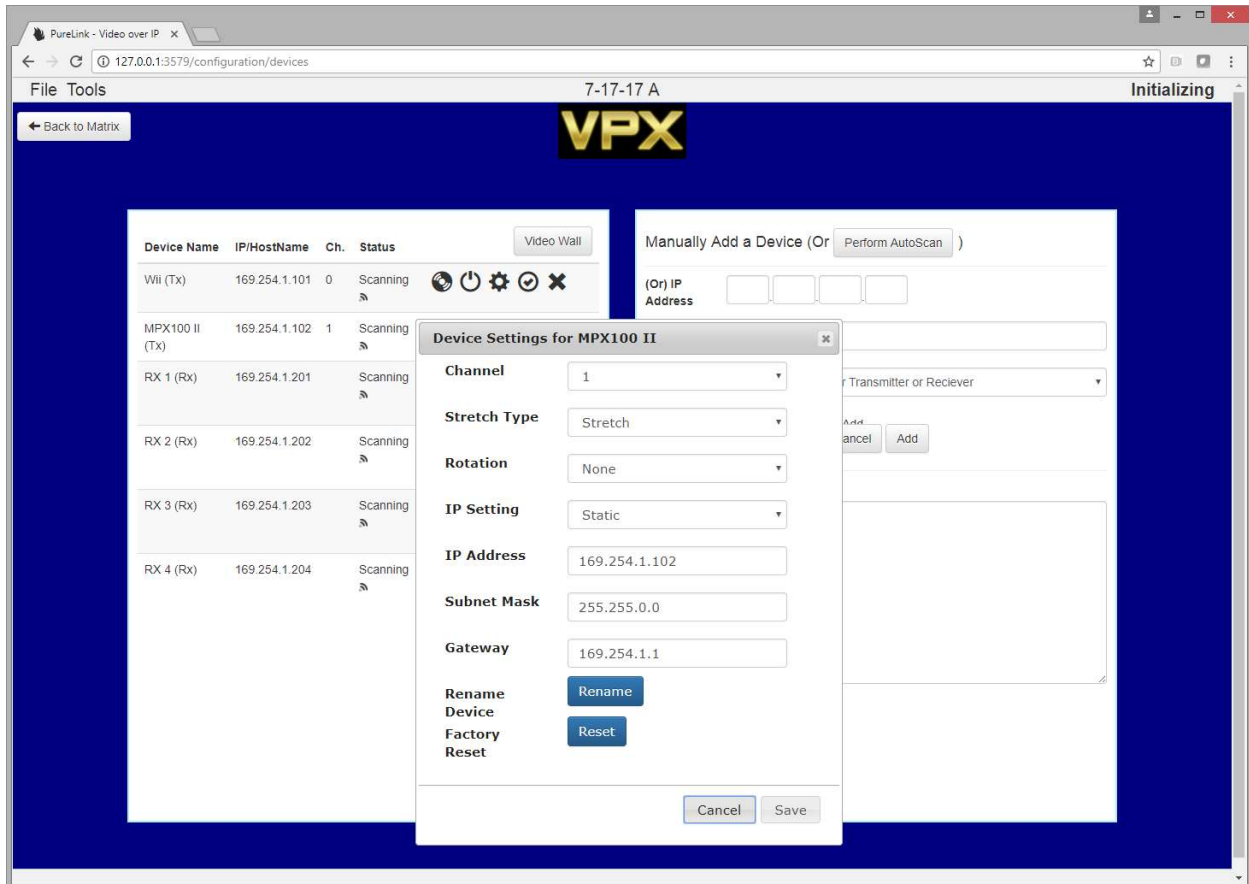 PureLink - Video over IP
127.0.0.1:3579/configuration/devices
File Tools
7-17-17 A
Initializing
Back to Matrix
VPX
Device Name IP/HostName Ch. Status
Video Wall
Wii (Tx) 169.254.1.101 0 Scanning
MPX100 II 169.254.1.102 1 Scanning
(Tx)
RX 1 (Rx) 169.254.1.201 Scanning
RX 2 (Rx) 169.254.1.202 Scanning
RX 3 (Rx) 169.254.1.203 Scanning
RX 4 (Rx) 169.254.1.204 Scanning
Manually Add a Device (Or Perform AutoScan )
(Or) IP
Address
. . .
Transmitter or Reciever
Add
Device Settings for MPX100 II
Channel 1
Stretch Type Stretch
Rotation None
IP Setting Static
IP Address 169.254.1.102
Subnet Mask 255.255.0.0
Gateway 169.254.1.1
Rename
Device
Rename
Factory
Reset
Reset
Cancel Save